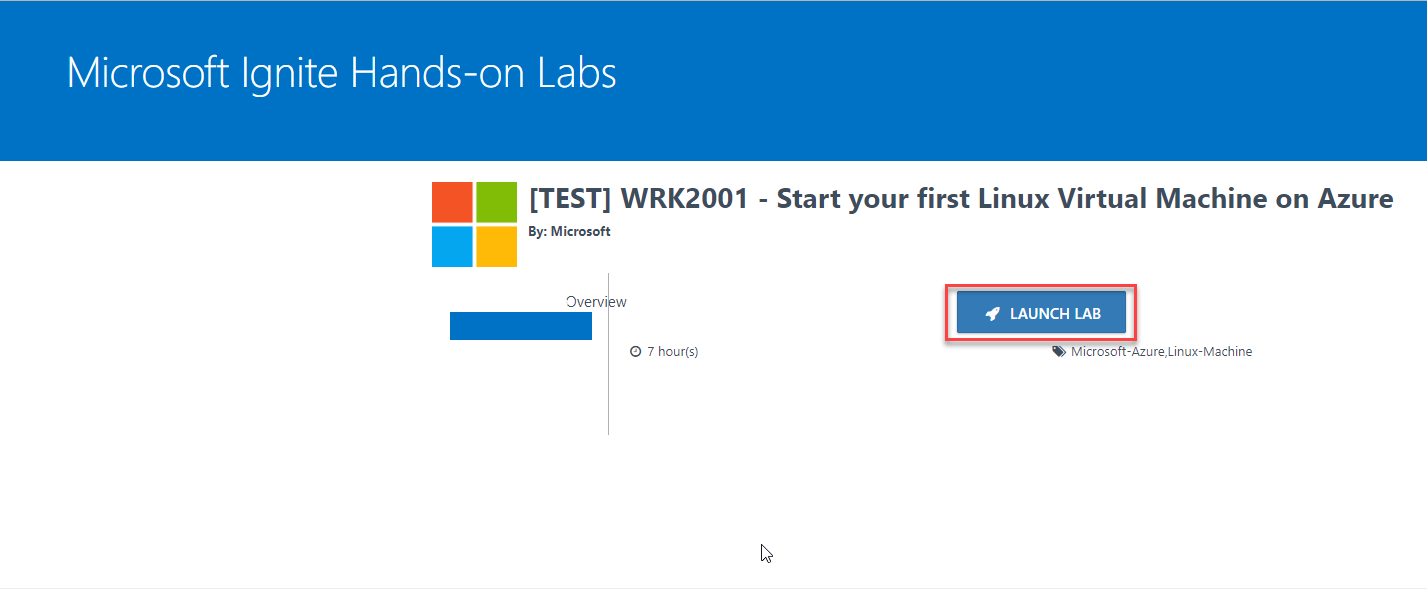 Microsoft Ignite Hands-on Labs
[TEST] WRK2001 - Start your first Linux Virtual Machine on Azure
By: Microsoft
Overview
LAUNCH LAB
7 hour(s)
Microsoft-Azure,Linux-Machine